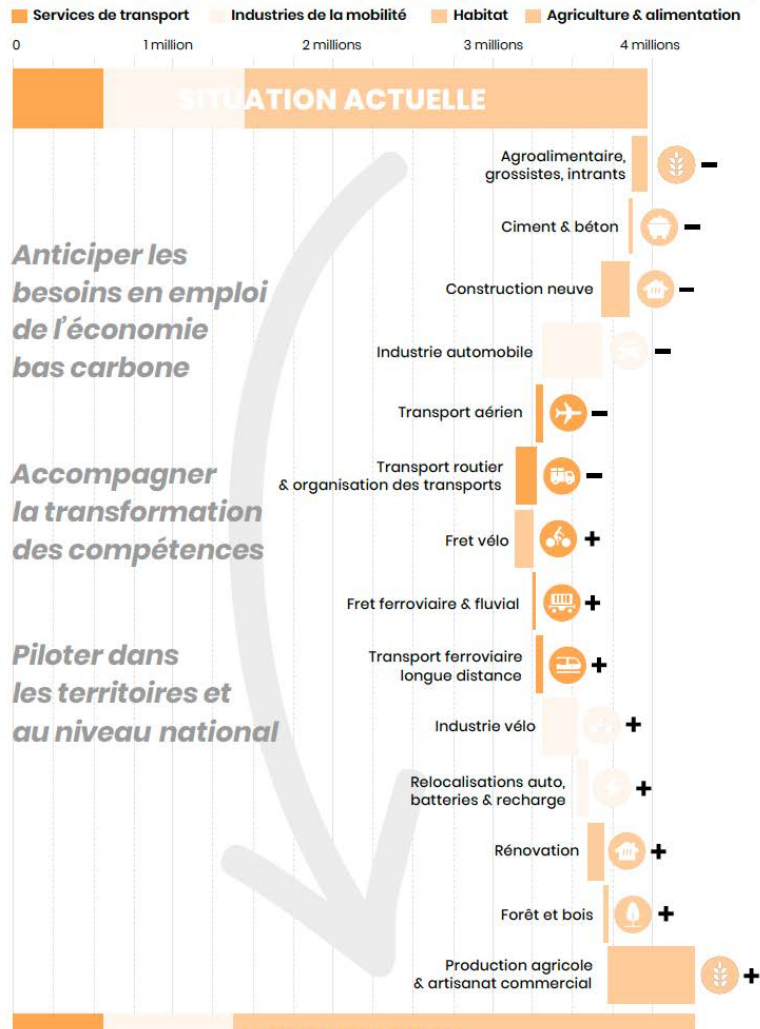 Services de transport Industries de la mobilité Habitat Agriculture & alimentation
0 1 million 2 millions 3 millions 4 millions
SITUATION ACTUELLE
Agroalimentaire,
grossistes, intrants
Ciment & béton
Anticiper les
besoins en emploi
de l'économie
bas carbone
Construction neuve
Industrie automobile
Transport aérien
Accompagner
la transformation
des compétences
Transport routier
& organisation des transports
Fret vélo
Fret ferroviaire & fluvial
Piloter dans
les territoires et
au niveau national
Transport ferroviaire
longue distance
Industrie vélo
Relocalisations auto,
batteries & recharge
Rénovation
Forêt et bois
Production agricole
& artisanat commercial